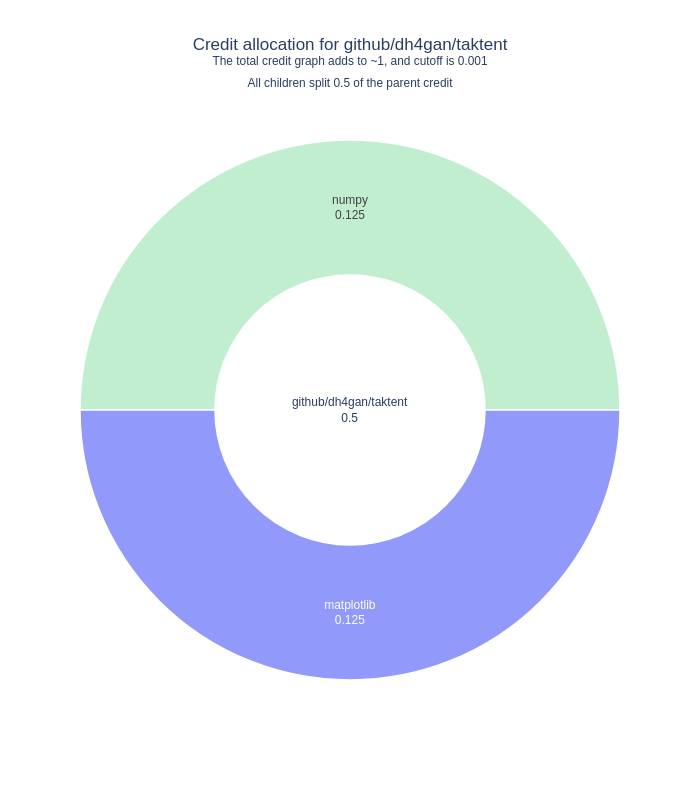 Credit allocation for github/dh4gan/taktent
The total credit graph adds to ~1, and cutoff is 0.001
All children split 0.5 of the parent credit
numpy
0.125
github/dh4gan/taktent
0.5
matplotlib
0.125